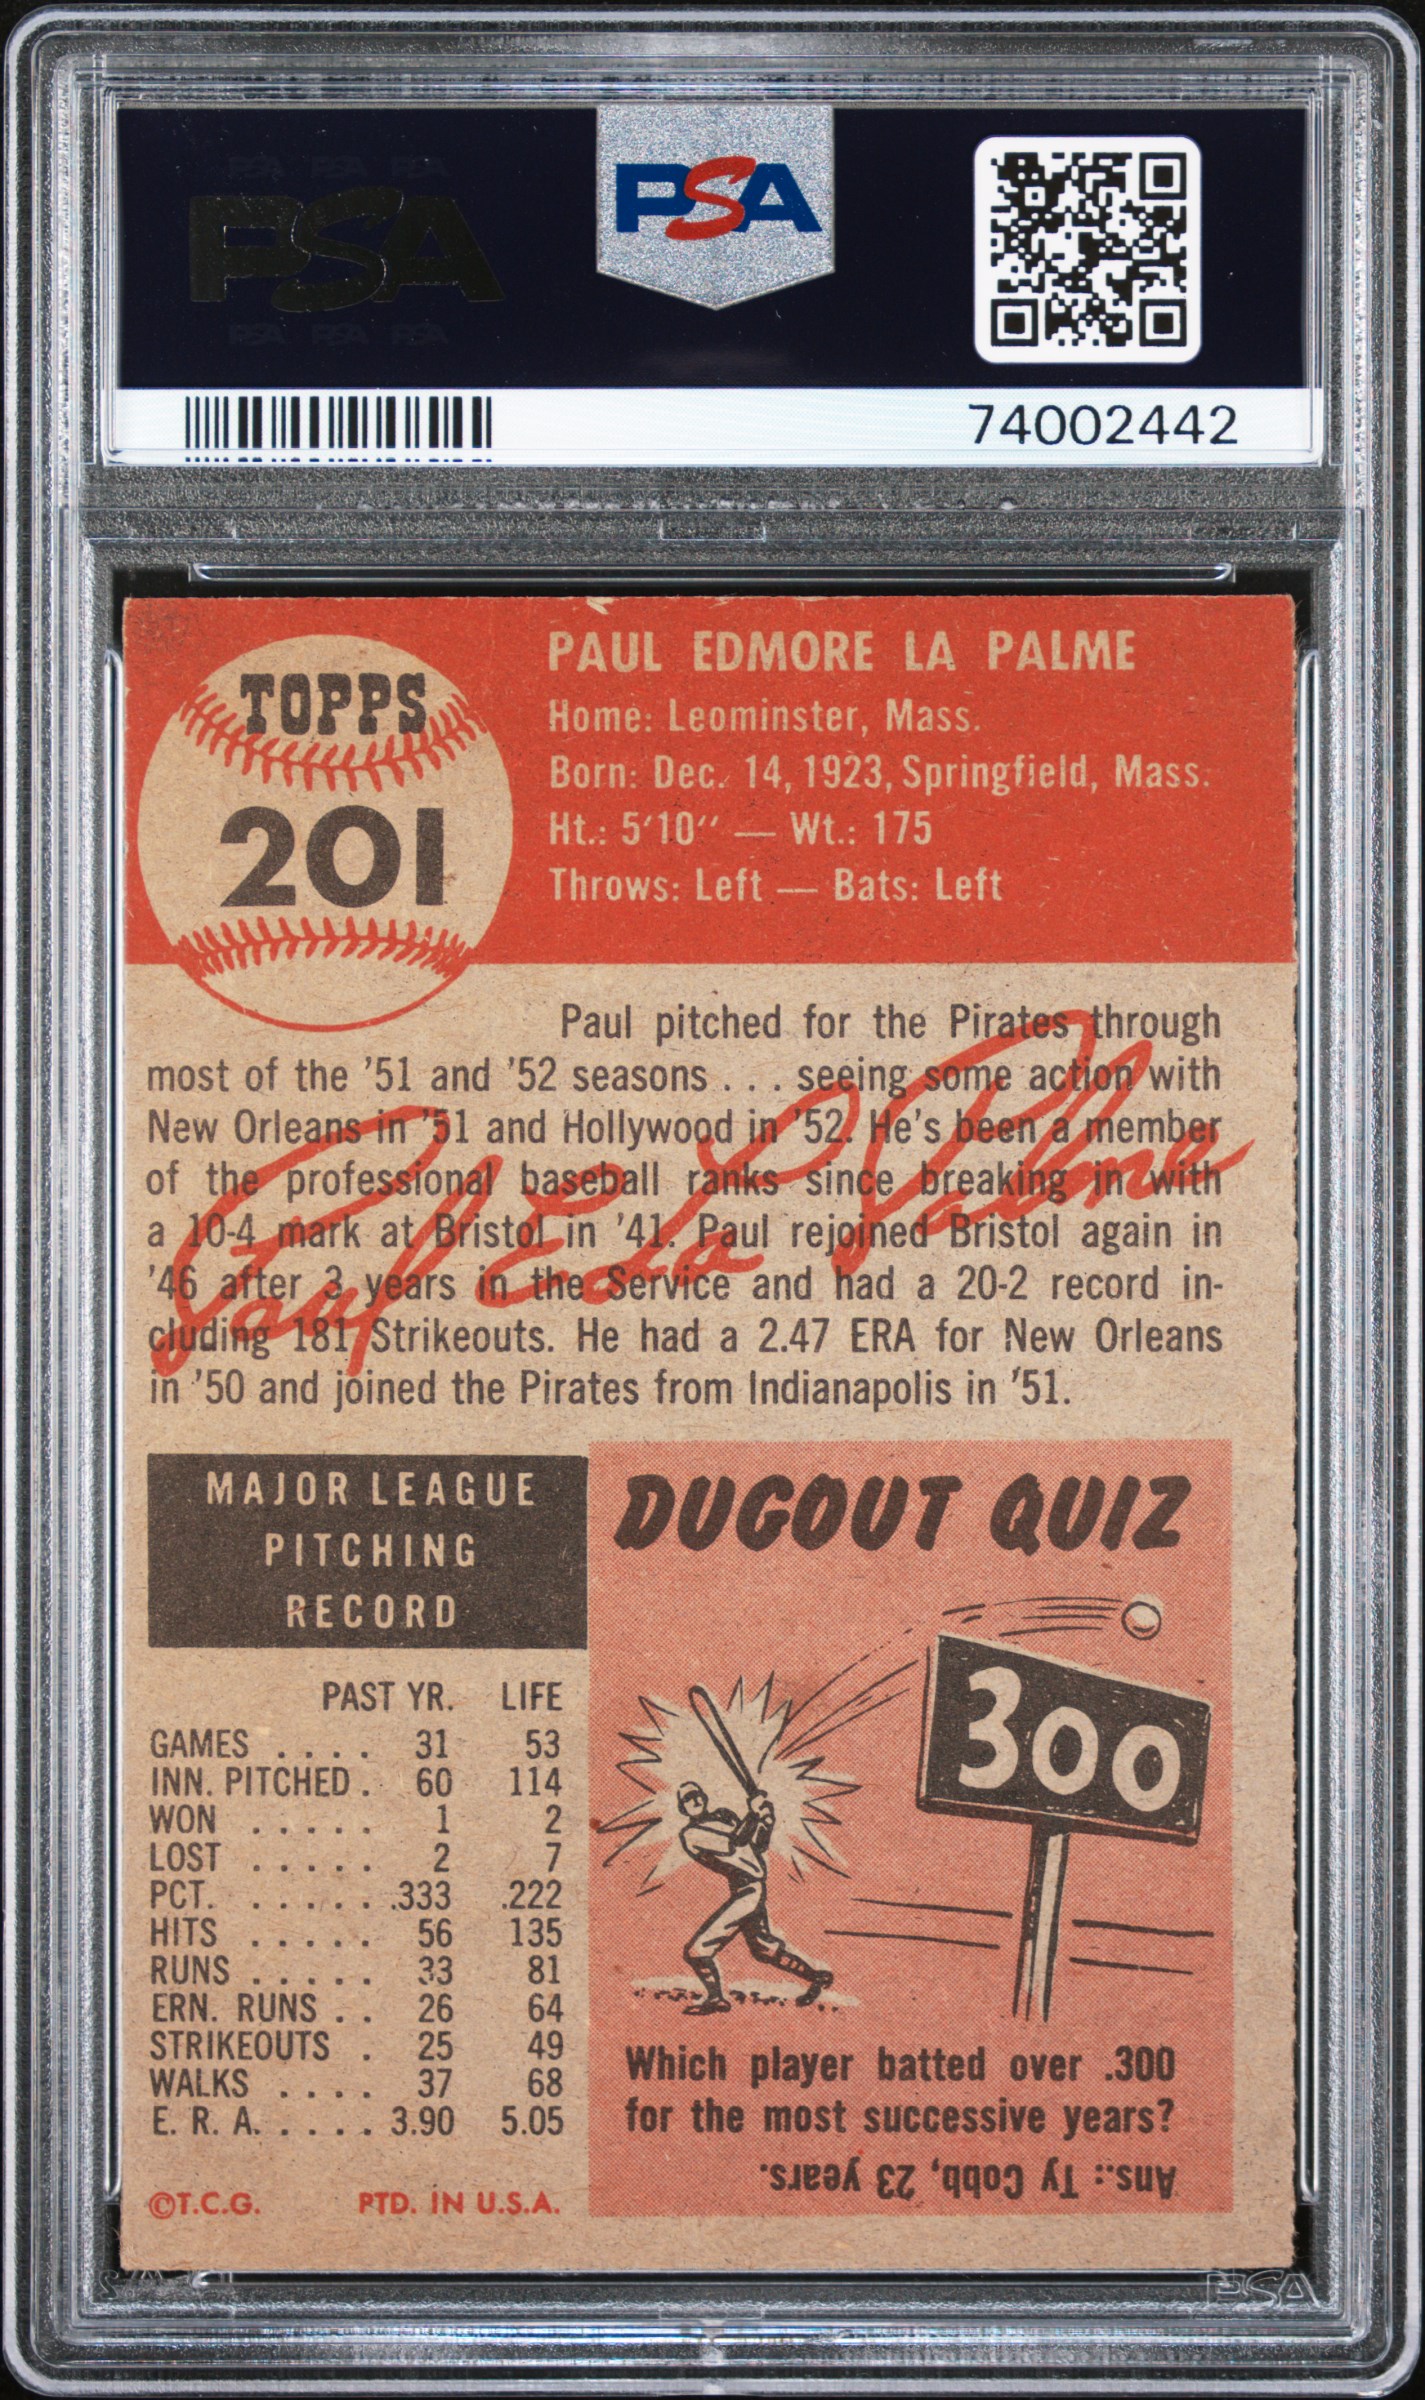 PSA PSA PSA
PSA
PSA PSA PSA
PSA
74002442
TOPPS
201
PAUL EDMORE LA PALME
Home: Leominster, Mass.
Born: Dec. 14, 1923, Springfield, Mass.
Ht.: 5'10" — Wt.: 175
Throws: Left — Bats: Left
Paul pitched for the Pirates through
most of the '51 and '52 seasons . . . seeing some action with
New Orleans in '51 and Hollywood in '52. He's been a member
of the professional baseball ranks since breaking in with
a 10-4 mark at Bristol in '41. Paul rejoined Bristol again in
'46 after 3 years in the Service and had a 20-2 record in-
cluding 181 Strikeouts. He had a 2.47 ERA for New Orleans
in '50 and joined the Pirates from Indianapolis in '51.
Paul Ed. La Palme
MAJOR LEAGUE
PITCHING
RECORD
PAST YR. LIFE
GAMES . . . . 31 53
INN. PITCHED . 60 114
WON . . . . . 1 2
LOST . . . . . 2 7
PCT. . . . . . . .333 .222
HITS . . . . . 56 135
RUNS . . . . . 33 81
ERN. RUNS . . 26 64
STRIKEOUTS . 25 49
WALKS . . . . 37 68
E. R. A. . . . . 3.90 5.05
©T.C.G. PTD. IN U.S.A.
DUGOUT QUIZ
300
Which player batted over .300
for the most successive years?
Ans.: Ty Cobb, 23 years.
PSA